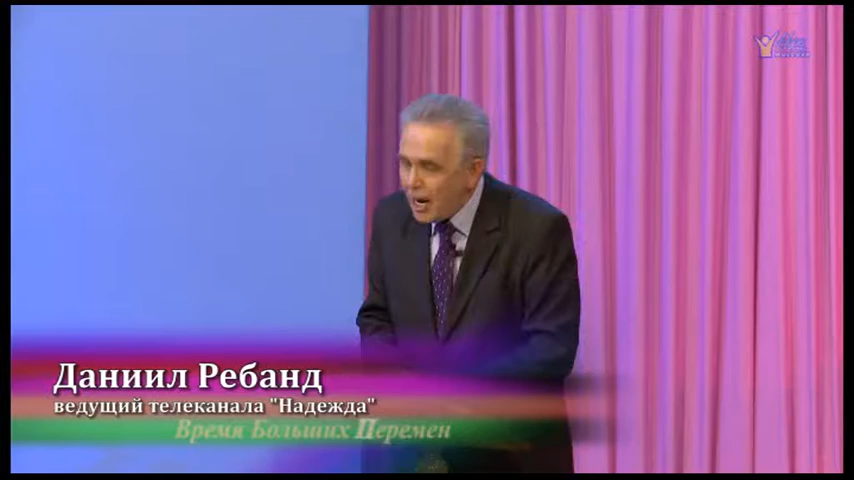 Даниил Ребанд
ведущий телеканала "Надежда"
Время Больших Перемен